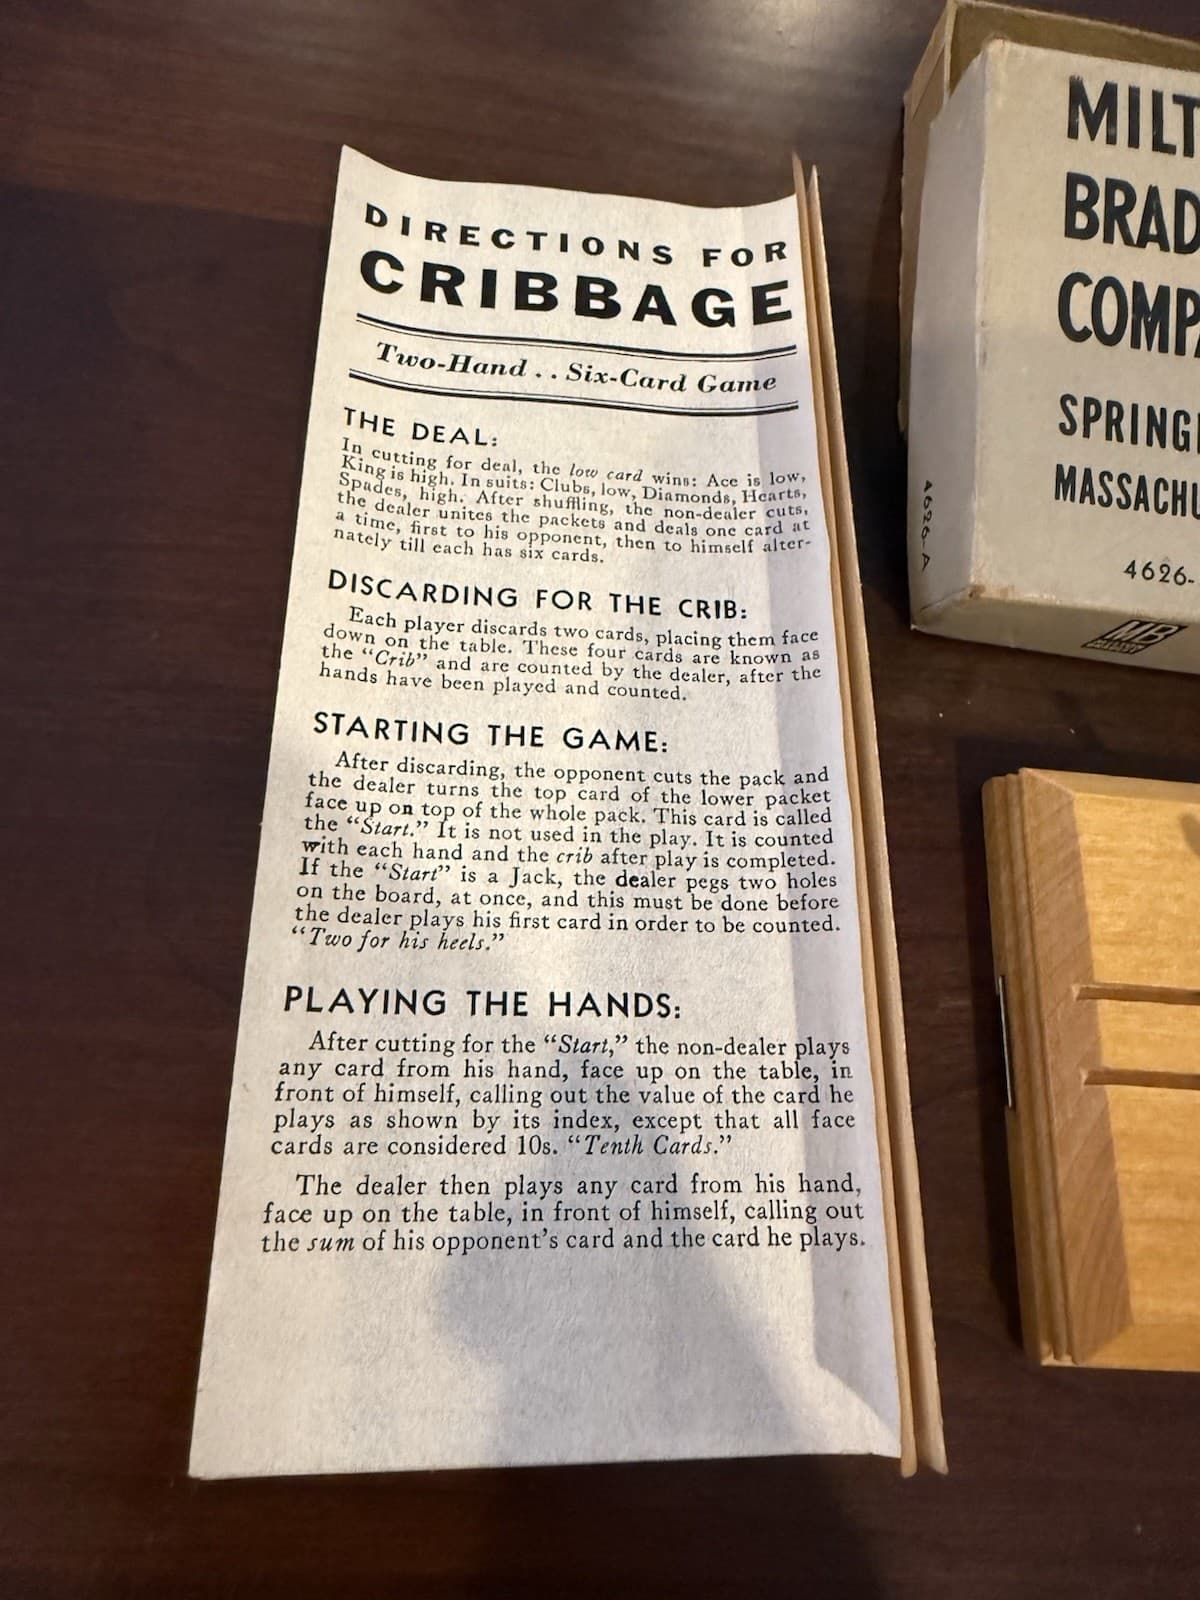 DIRECTIONS FOR
CRIBBAGE
Two-Hand . . Six-Card Game
THE DEAL:
In cutting for deal, the low card wins: Ace is low,
King is high. In suits: Clubs, low, Diamonds, Hearts,
Spades, high. After shuffling, the non-dealer cuts,
the dealer unites the packets and deals one card at
a time, first to his opponent, then to himself alter-
nately till each has six cards.
DISCARDING FOR THE CRIB:
Each player discards two cards, placing them face
down on the table. These four cards are known as
the “Crib” and are counted by the dealer, after the
hands have been played and counted.
STARTING THE GAME:
After discarding, the opponent cuts the pack and
the dealer turns the top card of the lower packet
face up on top of the whole pack. This card is called
the “Start.” It is not used in the play. It is counted
with each hand and the crib after play is completed.
If the “Start” is a Jack, the dealer pegs two holes
on the board, at once, and this must be done before
the dealer plays his first card in order to be counted.
“Two for his heels.”
PLAYING THE HANDS:
After cutting for the “Start,” the non-dealer plays
any card from his hand, face up on the table, in
front of himself, calling out the value of the card he
plays as shown by its index, except that all face
cards are considered 10s. “Tenth Cards.”
The dealer then plays any card from his hand,
face up on the table, in front of himself, calling out
the sum of his opponent’s card and the card he plays.
MILT
BRAD
COMP
SPRING
MASSACHU
4626-
4626-A
MB